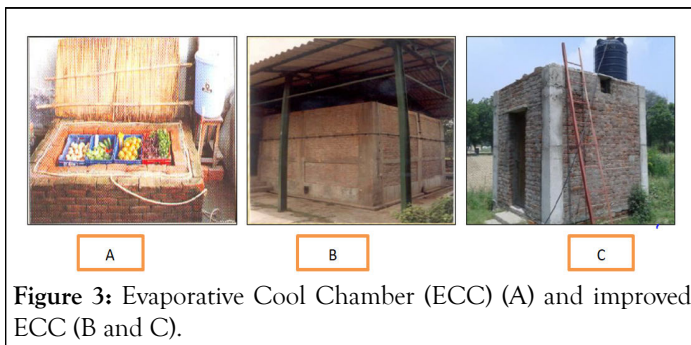 A
B
C
Figure 3: Evaporative Cool Chamber (ECC) (A) and improved
ECC (B and C).